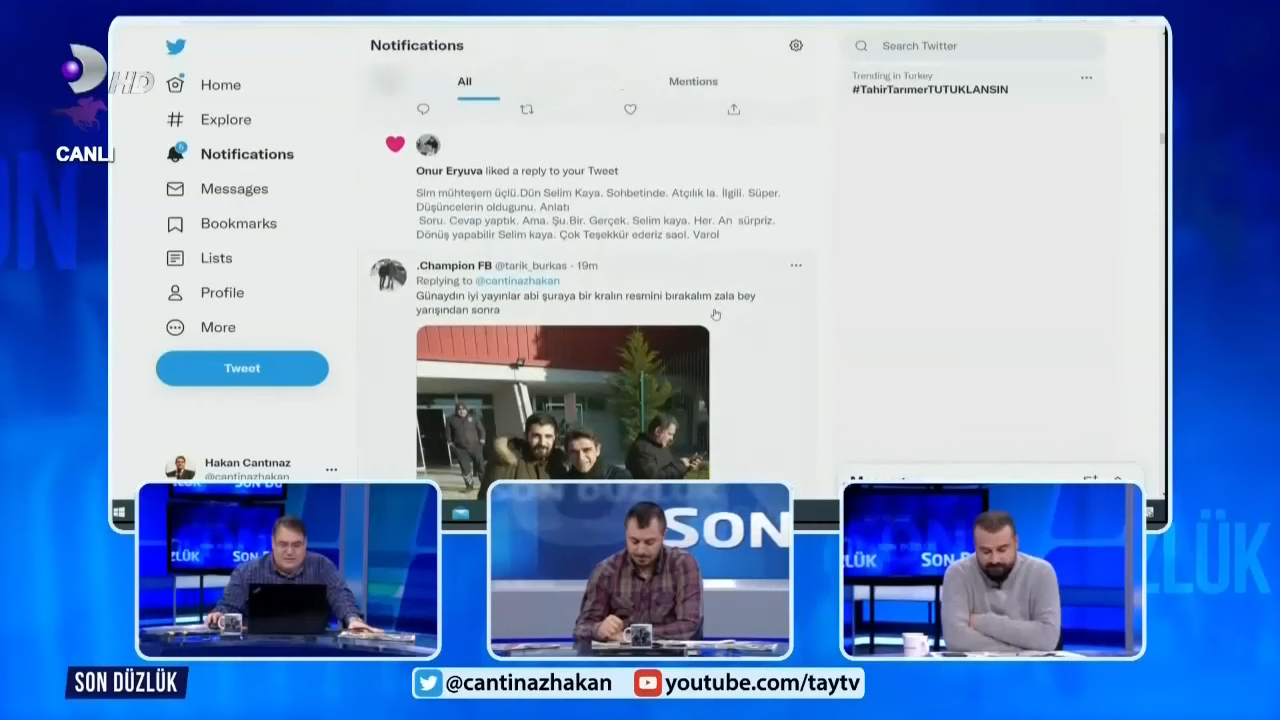 HD
CANLI
Home
Explore
Notifications
Messages
Bookmarks
Lists
Profile
More
Tweet
Hakan Cantınaz
@cantinazhakan
Notifications
All
Mentions
Onur Eryuva liked a reply to your Tweet
Slm mühteşem üçlü.Dün Selim Kaya. Sohbetinde. Atçılık la. İlgili. Süper.
Düşüncelerin oldugunu. Anlatı
Soru. Cevap yaptık. Ama. Şu.Bir. Gerçek. Selim kaya. Her. An sürpriz.
Dönüş yapabilir Selim kaya. Çok Teşekkür ederiz saol. Varol
.Champion FB @tarik_burkas · 19m
Replying to @cantinazhakan
Günaydın iyi yayınlar abi şuraya bir kralın resmini bırakalım zala bey
yarışından sonra
Search Twitter
Trending in Turkey
#TahirTarımerTUTUKLANSIN
SON
SON DÜZLÜK
@cantinazhakan
youtube.com/taytv